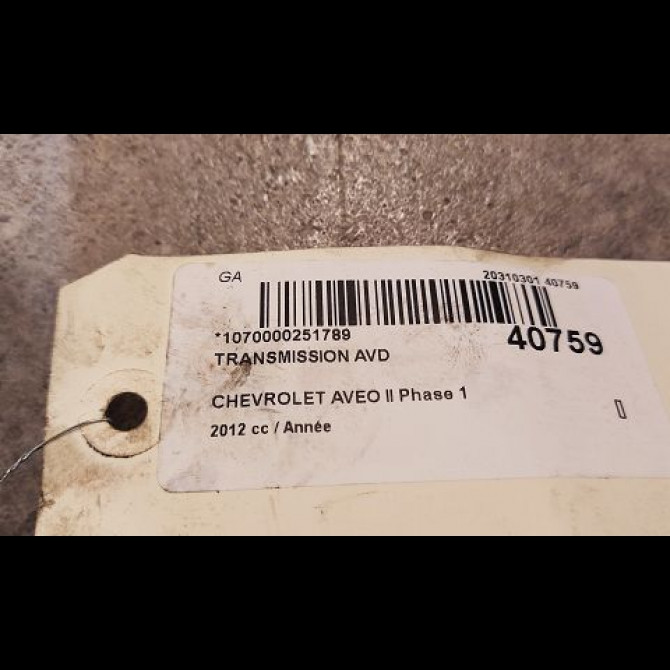 GA
20310301 40759
*1070000251789
40759
TRANSMISSION AVD
CHEVROLET AVEO II Phase 1
2012 cc / Année